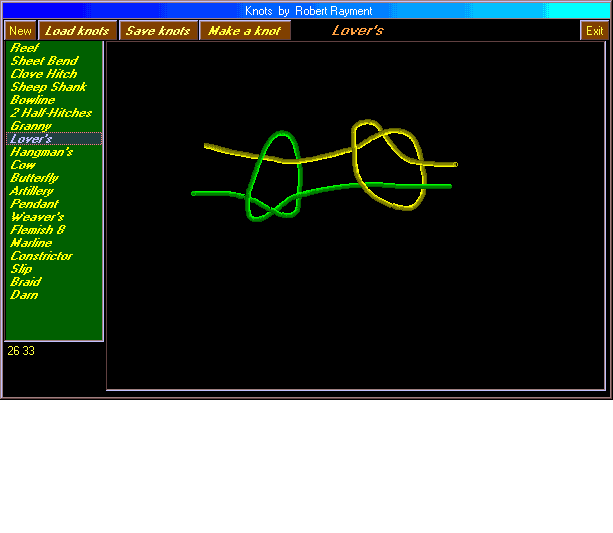 Knots by Robert Rayment
New Load knots Save knots Make a knot Lover's Exit
Reef
Sheet Bend
Clove Hitch
Sheep Shank
Bowline
2 Half-Hitches
Granny
Lover's
Hangman's
Cow
Butterfly
Artillery
Pendant
Weaver's
Flemish 8
Marline
Constrictor
Slip
Braid
Darn
26 33